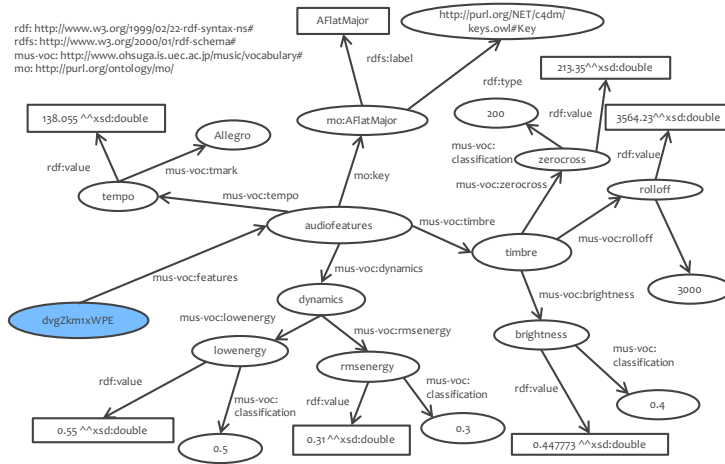 rdf: http://www.w3.org/1999/02/22-rdf-syntax-ns#
rdfs: http://www.w3.org/2000/01/rdf-schema#
mus-voc: http://www.ohsuga.is.uec.ac.jp/music/vocabulary#
mo: http://purl.org/ontology/mo/
AFlatMajor
http://purl.org/NET/c4dm/
keys.owl#Key
rdfs:label
rdf:type
213.35^^xsd:double
138.055 ^^xsd:double
Allegro
mo:AFlatMajor
200
rdf:value
3564.23^^xsd:double
rdf:value
mus-voc:tmark
mus-voc:
classification
zerocross
rdf:value
tempo
mus-voc:tempo
mo:key
mus-voc:zerocross
rolloff
audiofeatures
mus-voc:timbre
timbre
mus-voc:rolloff
mus-voc:features
mus-voc:dynamics
3000
dvgZkm1xWPE
dynamics
mus-voc:brightness
mus-voc:lowenergy
mus-voc:rmsenergy
brightness
lowenergy
rmsenergy
mus-voc:
classification
rdf:value
mus-voc:
classification
rdf:value
mus-voc:
classification
rdf:value
0.4
0.55 ^^xsd:double
0.5
0.31 ^^xsd:double
0.3
0.447773 ^^xsd:double